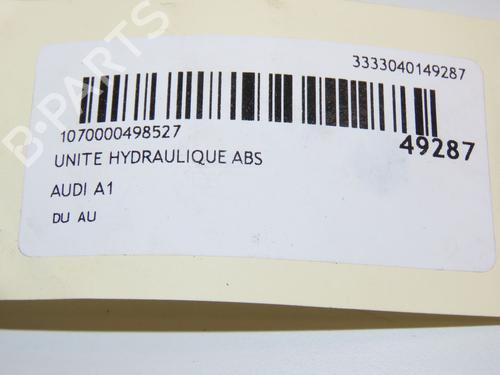 3333040149287
1070000498527
49287
UNITE HYDRAULIQUE ABS
AUDI A1
DU AU
B-PARTS